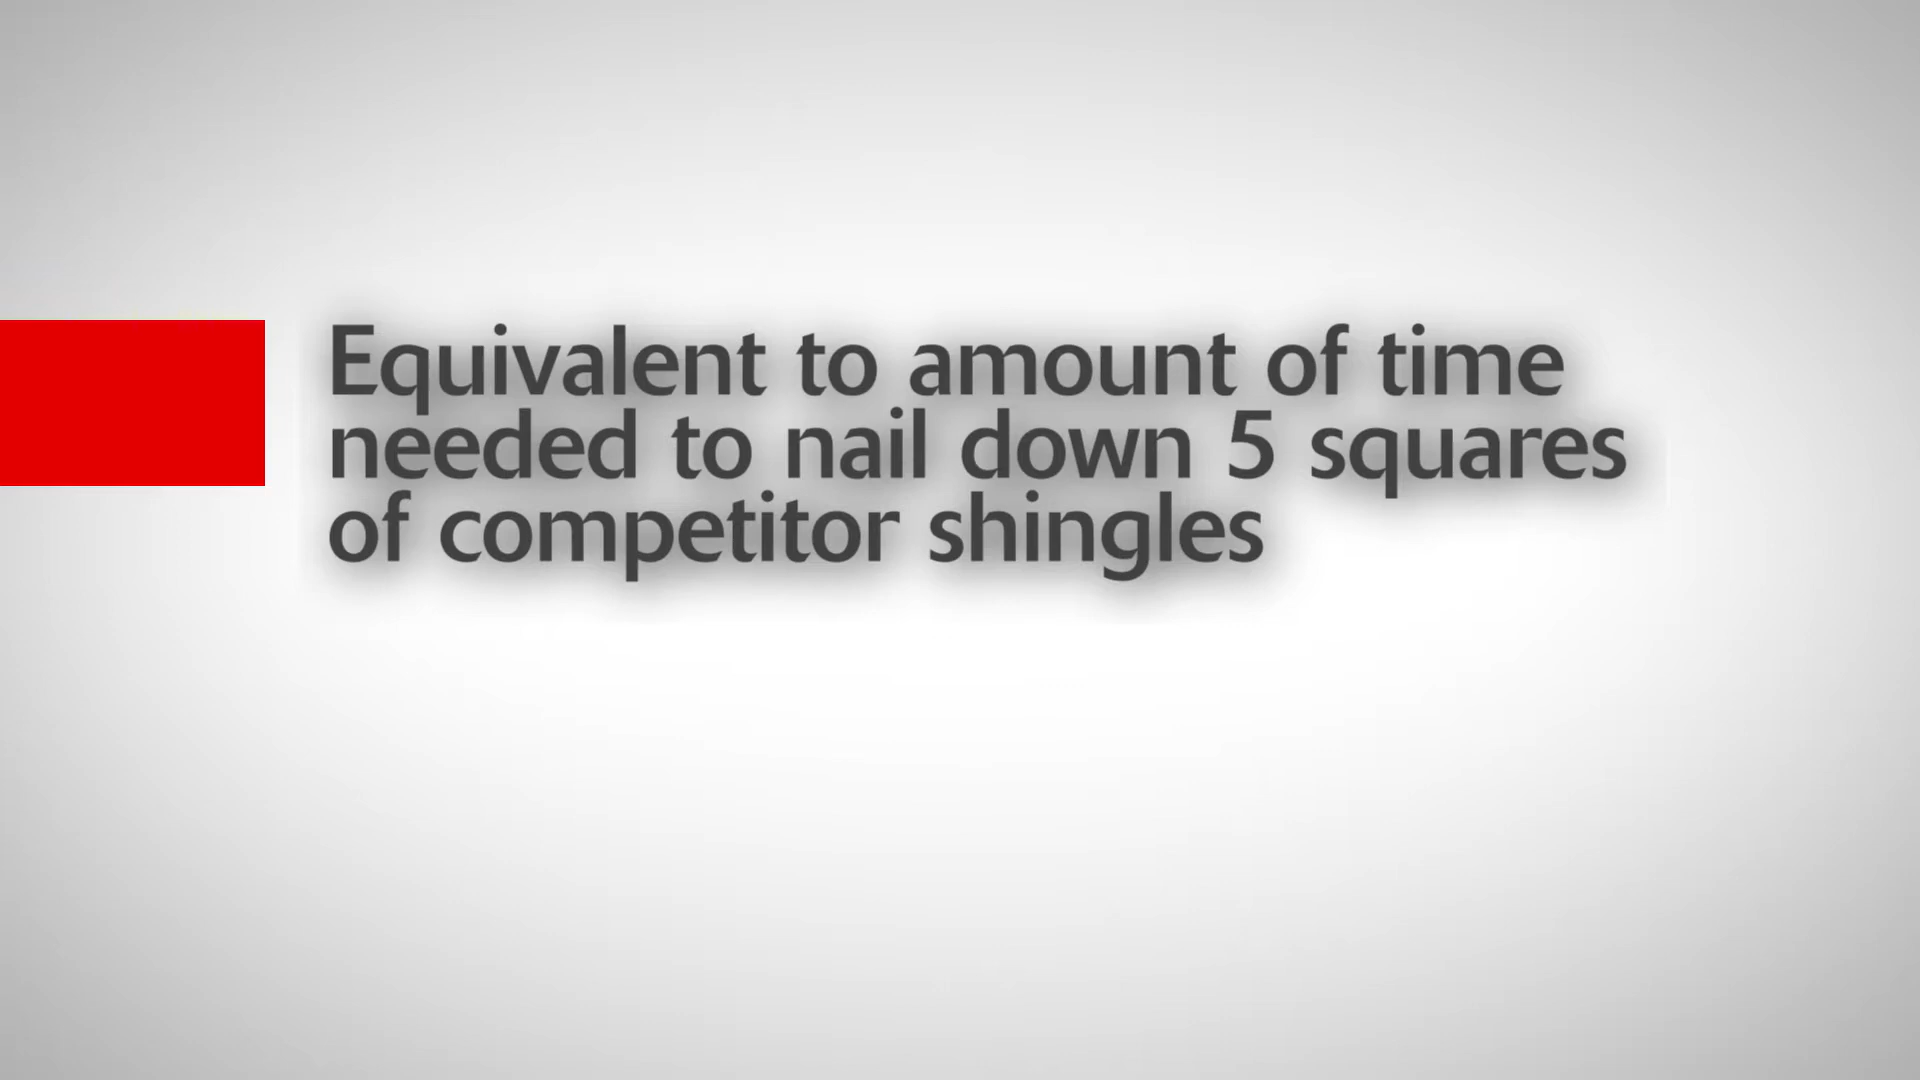 Equivalent to amount of time
needed to nail down 5 squares
of competitor shingles